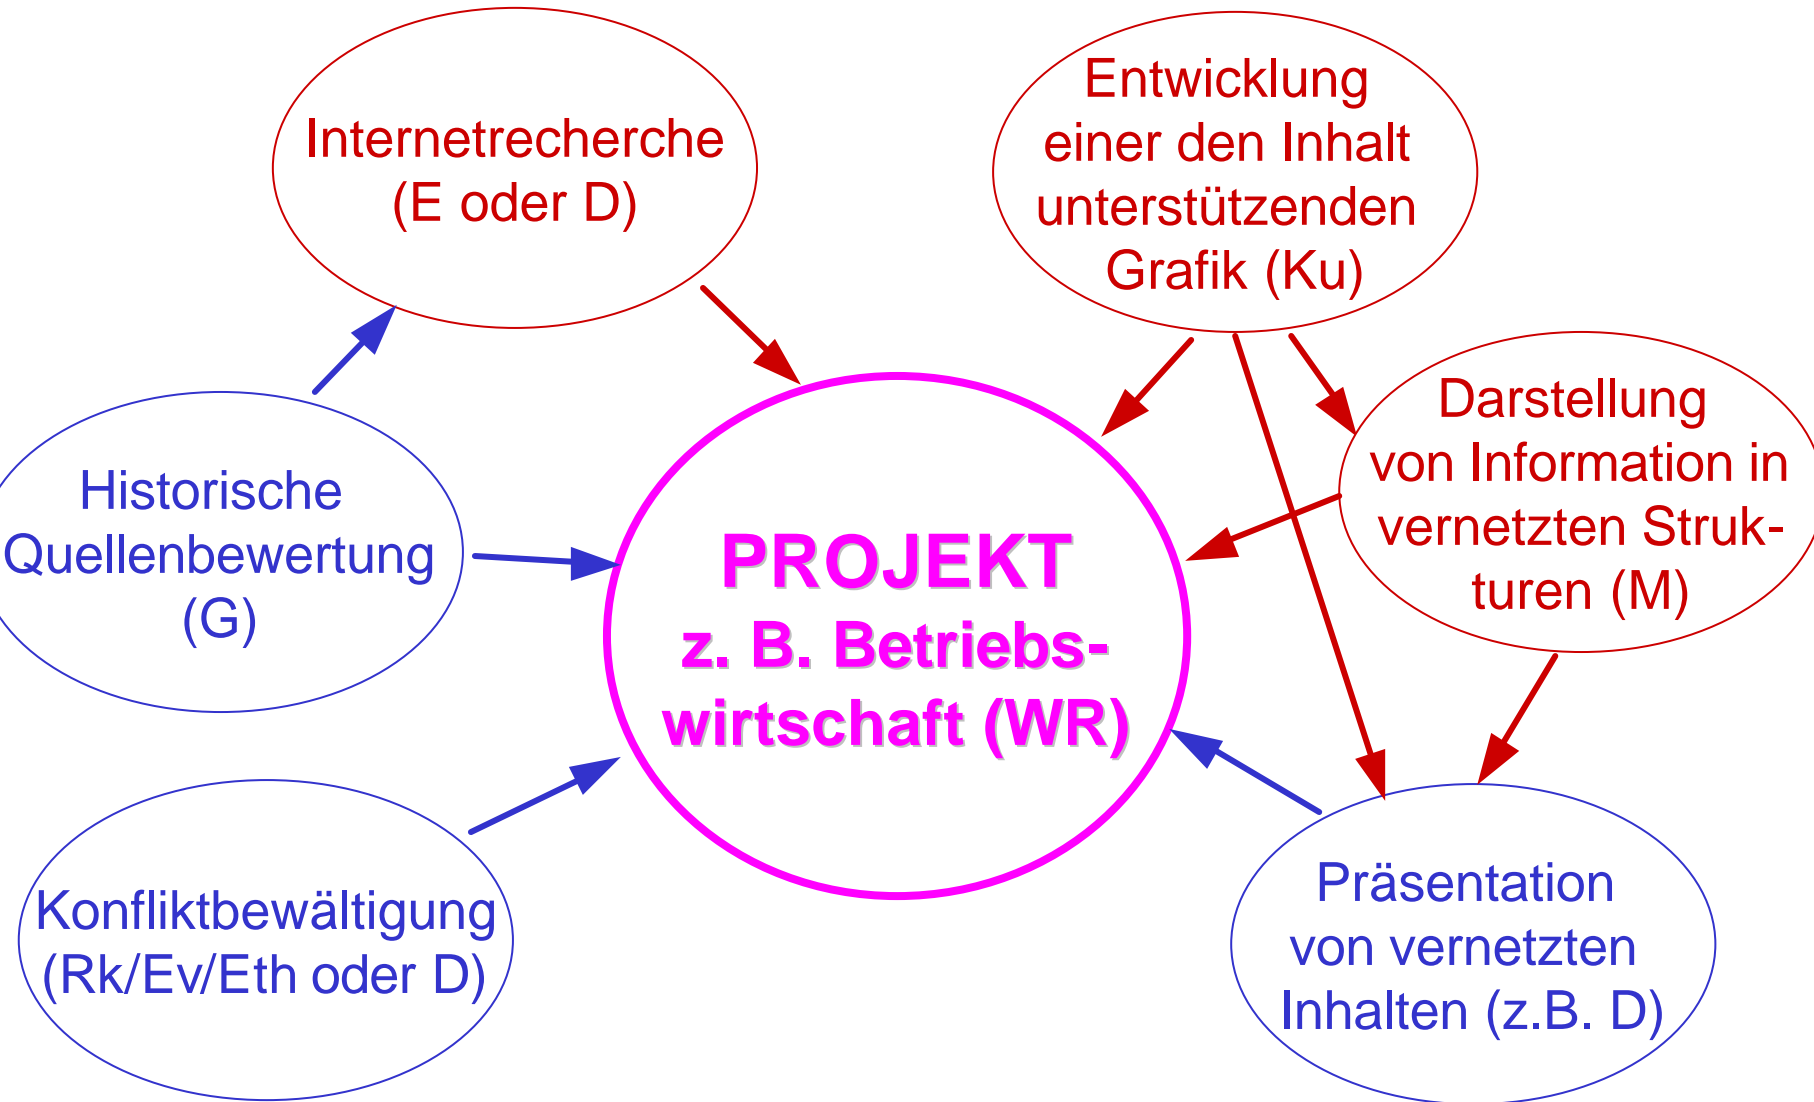 Internetrecherche
(E oder D)
Entwicklung
einer den Inhalt
unterstützenden
Grafik (Ku)
Darstellung
von Information in
vernetzten Struk-
turen (M)
Historische
Quellenbewertung
(G)
PROJEKT
z. B. Betriebs-
wirtschaft (WR)
Konfliktbewältigung
(Rk/Ev/Eth oder D)
Präsentation
von vernetzten
Inhalten (z.B. D)